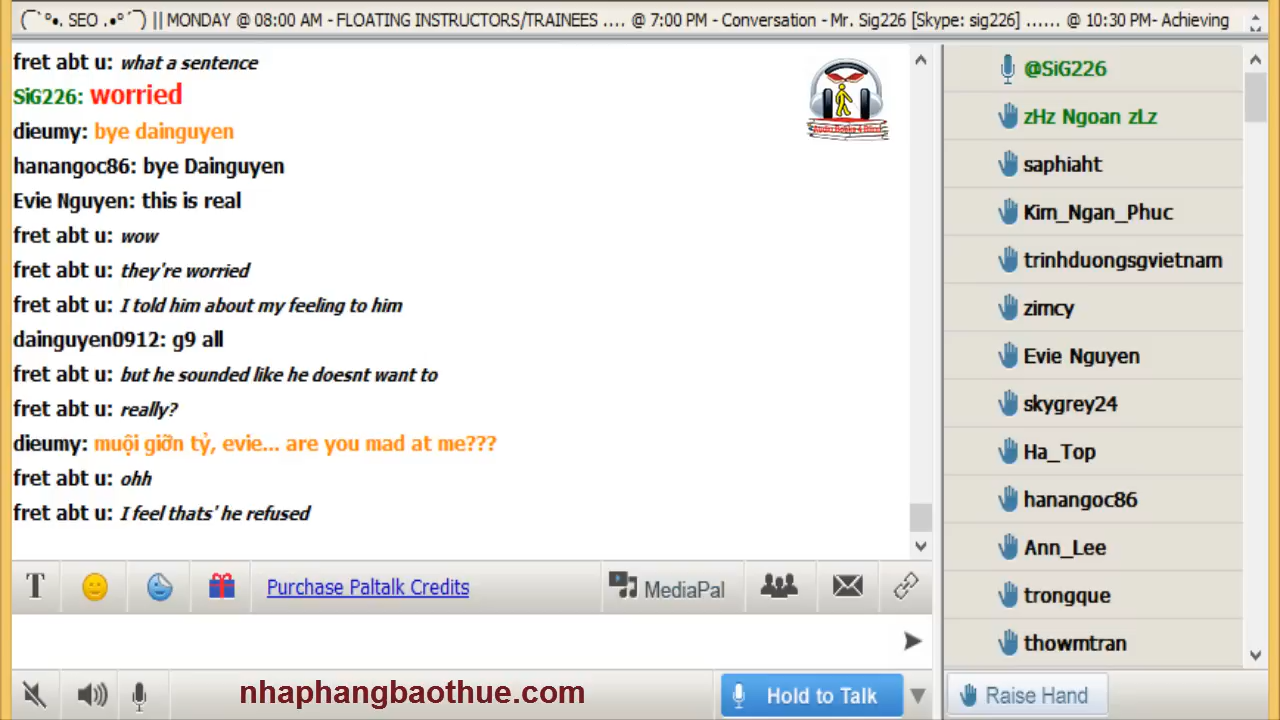 (¯`°•. SEO .•°´¯) || MONDAY @ 08:00 AM - FLOATING INSTRUCTORS/TRAINEES .... @ 7:00 PM - Conversation - Mr. Sig226 [Skype: sig226] ...... @ 10:30 PM- Achieving
fret abt u: what a sentence
SiG226: worried
dieumy: bye dainguyen
hanangoc86: bye Dainguyen
Evie Nguyen: this is real
fret abt u: wow
fret abt u: they're worried
fret abt u: I told him about my feeling to him
dainguyen0912: g9 all
fret abt u: but he sounded like he doesnt want to
fret abt u: really?
dieumy: muội giỡn tỷ, evie... are you mad at me???
fret abt u: ohh
fret abt u: I feel thats' he refused
@SiG226
zHz Ngoan zLz
saphiaht
Kim_Ngan_Phuc
trinhduongsgvietnam
zimcy
Evie Nguyen
skygrey24
Ha_Top
hanangoc86
Ann_Lee
trongque
thowmtran
T
Purchase Paltalk Credits
MediaPal
nhaphangbaothue.com
Hold to Talk
Raise Hand